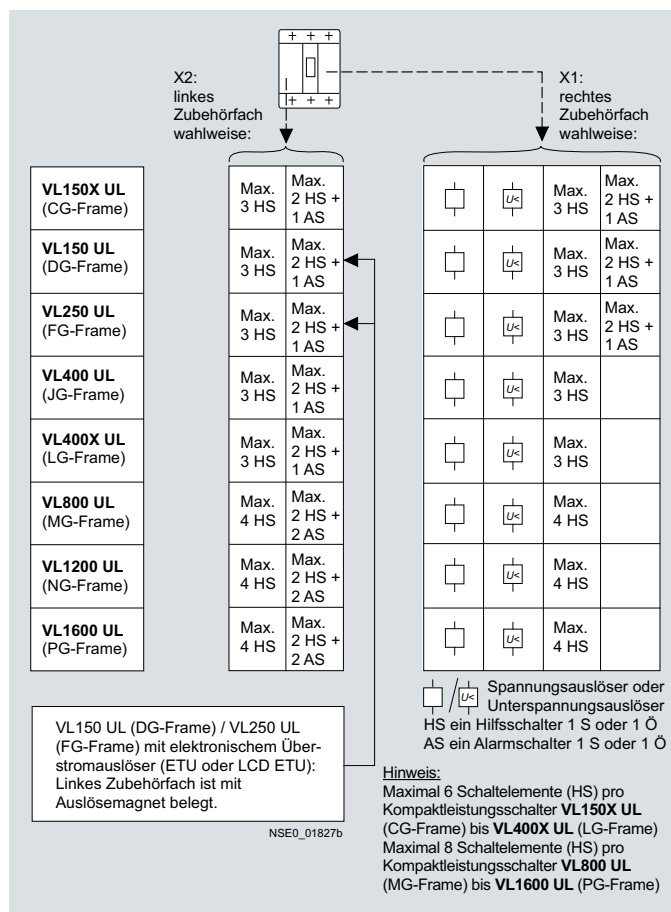 X2:
linkes
Zubehörfach
wahlweise:
X1:
rechtes
Zubehörfach
wahlweise:
VL150X UL
(CG-Frame)
Max.
3 HS
Max.
2 HS +
1 AS
U<
Max.
3 HS
Max.
2 HS +
1 AS
VL150 UL
(DG-Frame)
Max.
3 HS
Max.
2 HS +
1 AS
U<
Max.
3 HS
Max.
2 HS +
1 AS
VL250 UL
(FG-Frame)
Max.
3 HS
Max.
2 HS +
1 AS
U<
Max.
3 HS
Max.
2 HS +
1 AS
VL400 UL
(JG-Frame)
Max.
3 HS
Max.
2 HS +
1 AS
U<
Max.
3 HS
VL400X UL
(LG-Frame)
Max.
3 HS
Max.
2 HS +
1 AS
U<
Max.
3 HS
VL800 UL
(MG-Frame)
Max.
4 HS
Max.
2 HS +
2 AS
U<
Max.
4 HS
VL1200 UL
(NG-Frame)
Max.
4 HS
Max.
2 HS +
2 AS
U<
Max.
4 HS
VL1600 UL
(PG-Frame)
Max.
4 HS
Max.
2 HS +
2 AS
U<
Max.
4 HS
VL150 UL (DG-Frame) / VL250 UL
(FG-Frame) mit elektronischem Über-
stromauslöser (ETU oder LCD ETU):
Linkes Zubehörfach ist mit
Auslösemagnet belegt.
NSE0_01827b
/ U< Spannungsauslöser oder
Unterspannungsauslöser
HS ein Hilfsschalter 1 S oder 1 Ö
AS ein Alarmschalter 1 S oder 1 Ö
Hinweis:
Maximal 6 Schaltelemente (HS) pro
Kompaktleistungsschalter VL150X UL
(CG-Frame) bis VL400X UL (LG-Frame)
Maximal 8 Schaltelemente (HS) pro
Kompaktleistungsschalter VL800 UL
(MG-Frame) bis VL1600 UL (PG-Frame)